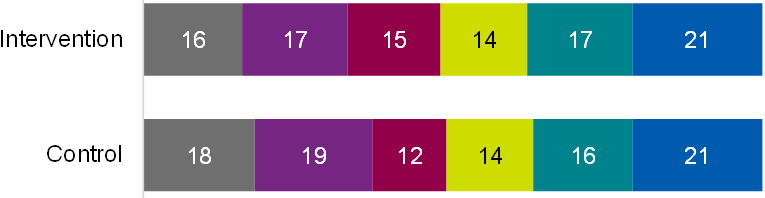 Intervention 16 17 15 14 17 21
Control 18 19 12 14 16 21